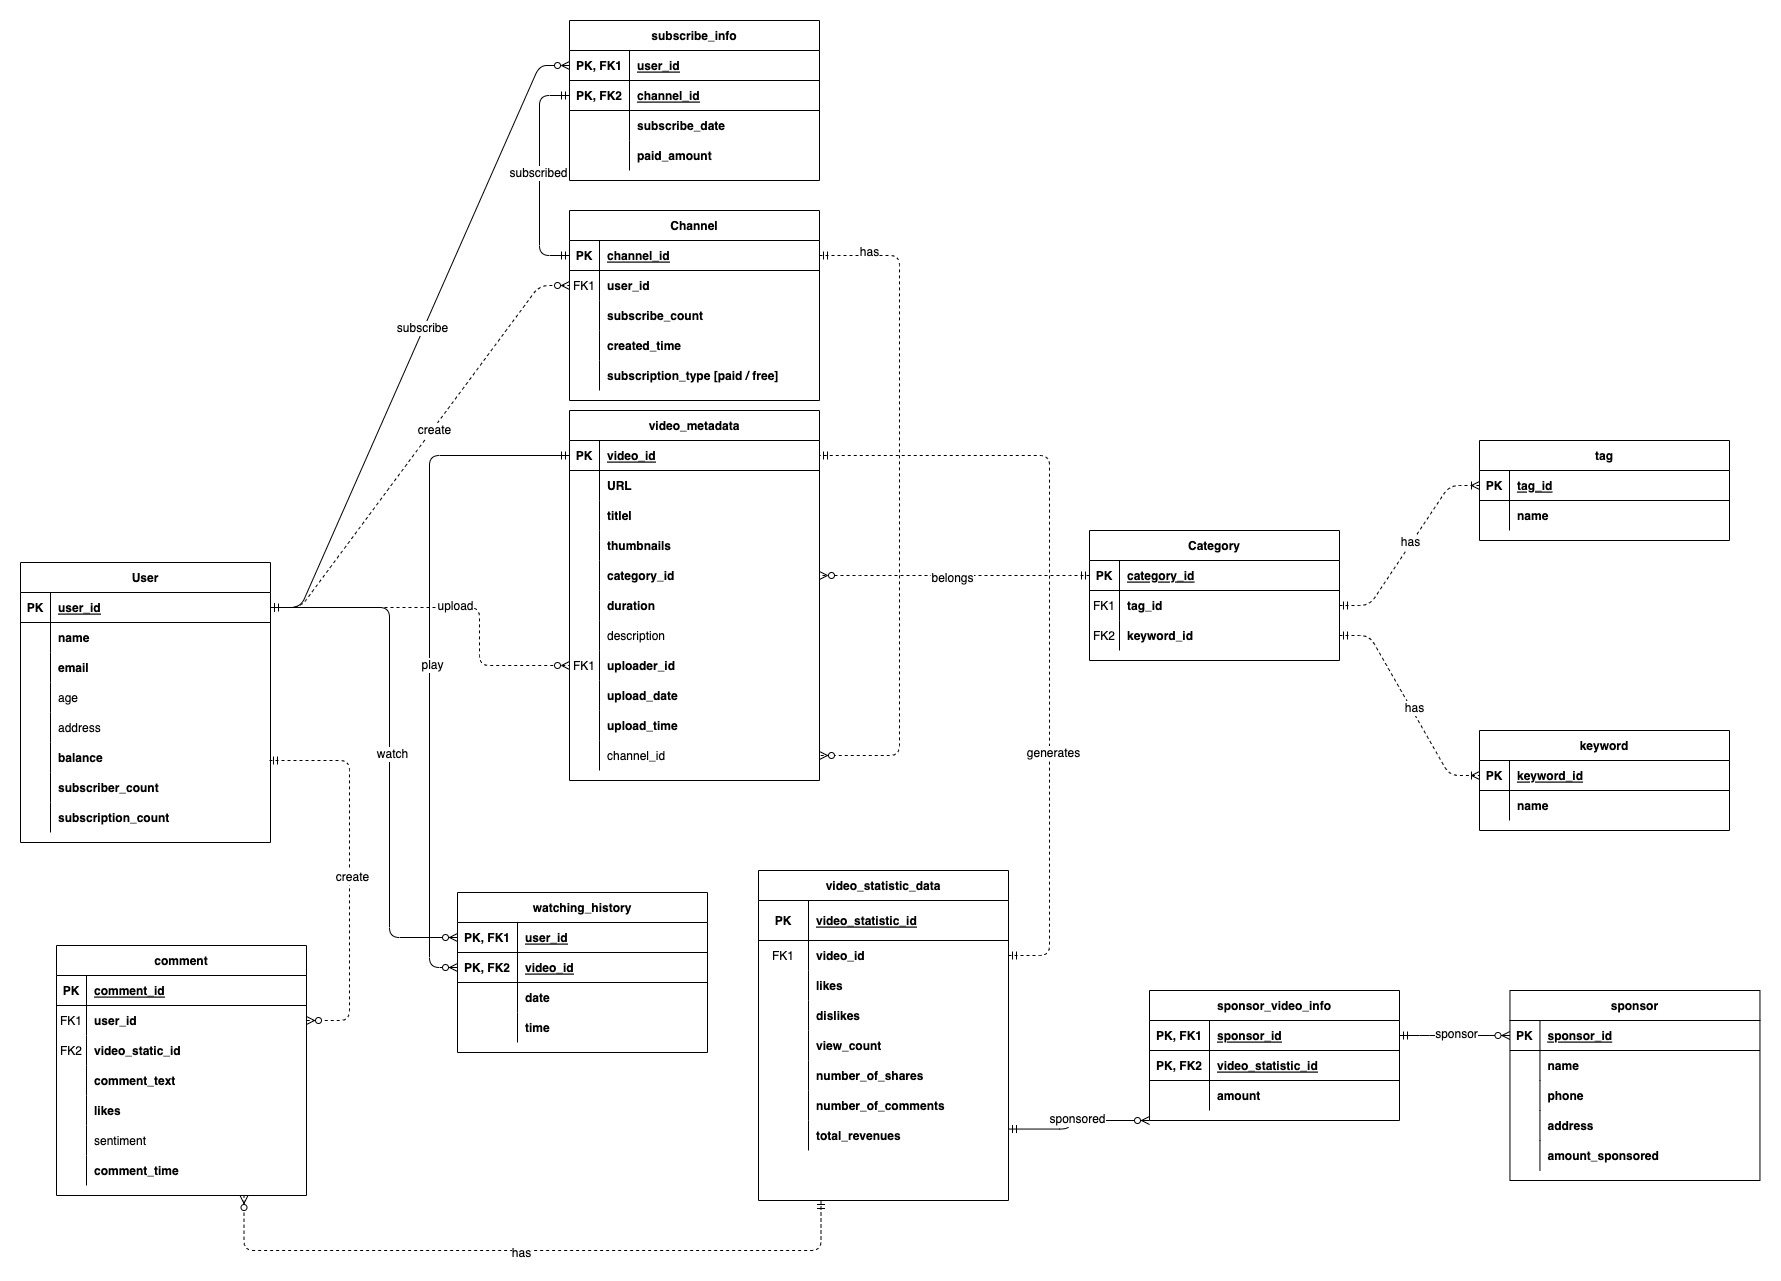 subscribe_info
PK, FK1 user_id
PK, FK2 channel_id
subscribe_date
paid_amount
subscribed
Channel
PK channel_id
has
FK1 user_id
subscribe_count
created_time
subscription_type [paid / free]
subscribe
create
video_metadata
PK video_id
URL
titlel
thumbnails
category_id
duration
description
FK1 uploader_id
upload_date
upload_time
channel_id
belongs
generates
upload
play
watch
tag
PK tag_id
name
has
Category
PK category_id
FK1 tag_id
FK2 keyword_id
has
keyword
PK keyword_id
name
User
PK user_id
name
email
age
address
balance
subscriber_count
subscription_count
create
watching_history
PK, FK1 user_id
PK, FK2 video_id
date
time
video_statistic_data
PK video_statistic_id
FK1 video_id
likes
dislikes
view_count
number_of_shares
number_of_comments
total_revenues
comment
PK comment_id
FK1 user_id
FK2 video_static_id
comment_text
likes
sentiment
comment_time
has
sponsored
sponsor_video_info
PK, FK1 sponsor_id
PK, FK2 video_statistic_id
amount
sponsor
sponsor
PK sponsor_id
name
phone
address
amount_sponsored